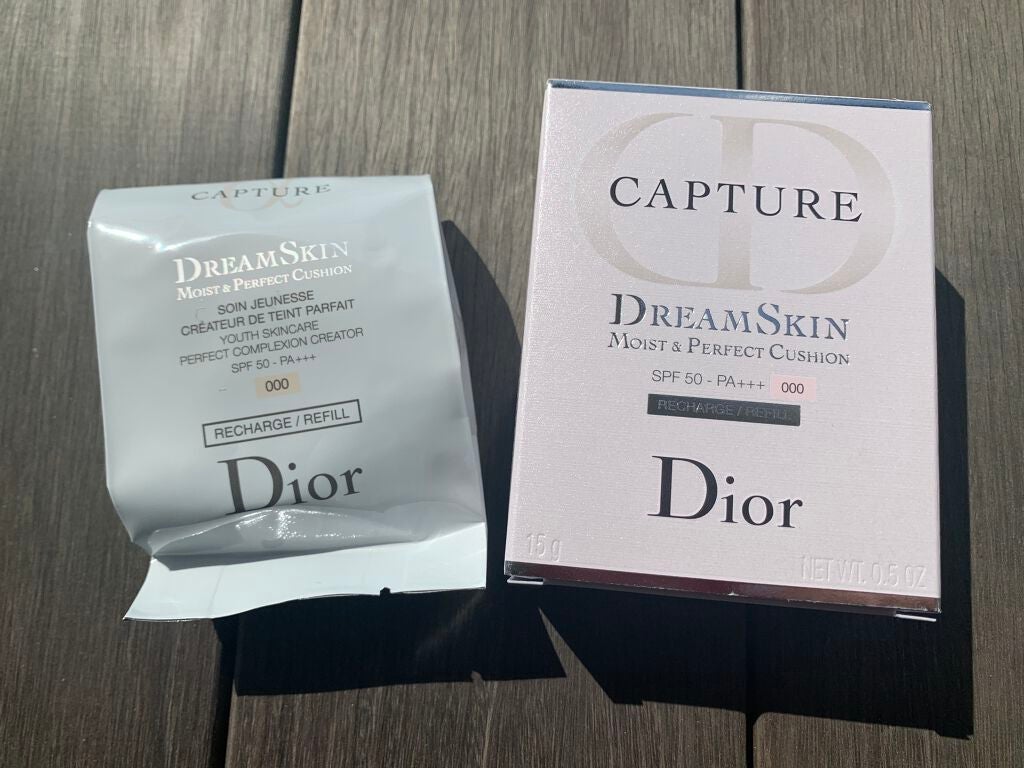 CAPTURE
DREAMSKIN
MOIST & PERFECT CUSHION
SOIN JEUNESSE
CRÉATEUR DE TEINT PARFAIT
YOUTH SKINCARE
PERFECT COMPLEXION CREATOR
SPF 50 - PA+++
000
RECHARGE / REFILL
Dior
CD
CAPTURE
DREAMSKIN
MOIST & PERFECT CUSHION
SPF 50 - PA+++ 000
RECHARGE / REFILL
Dior
15 g
NET WT. 0.5 OZ